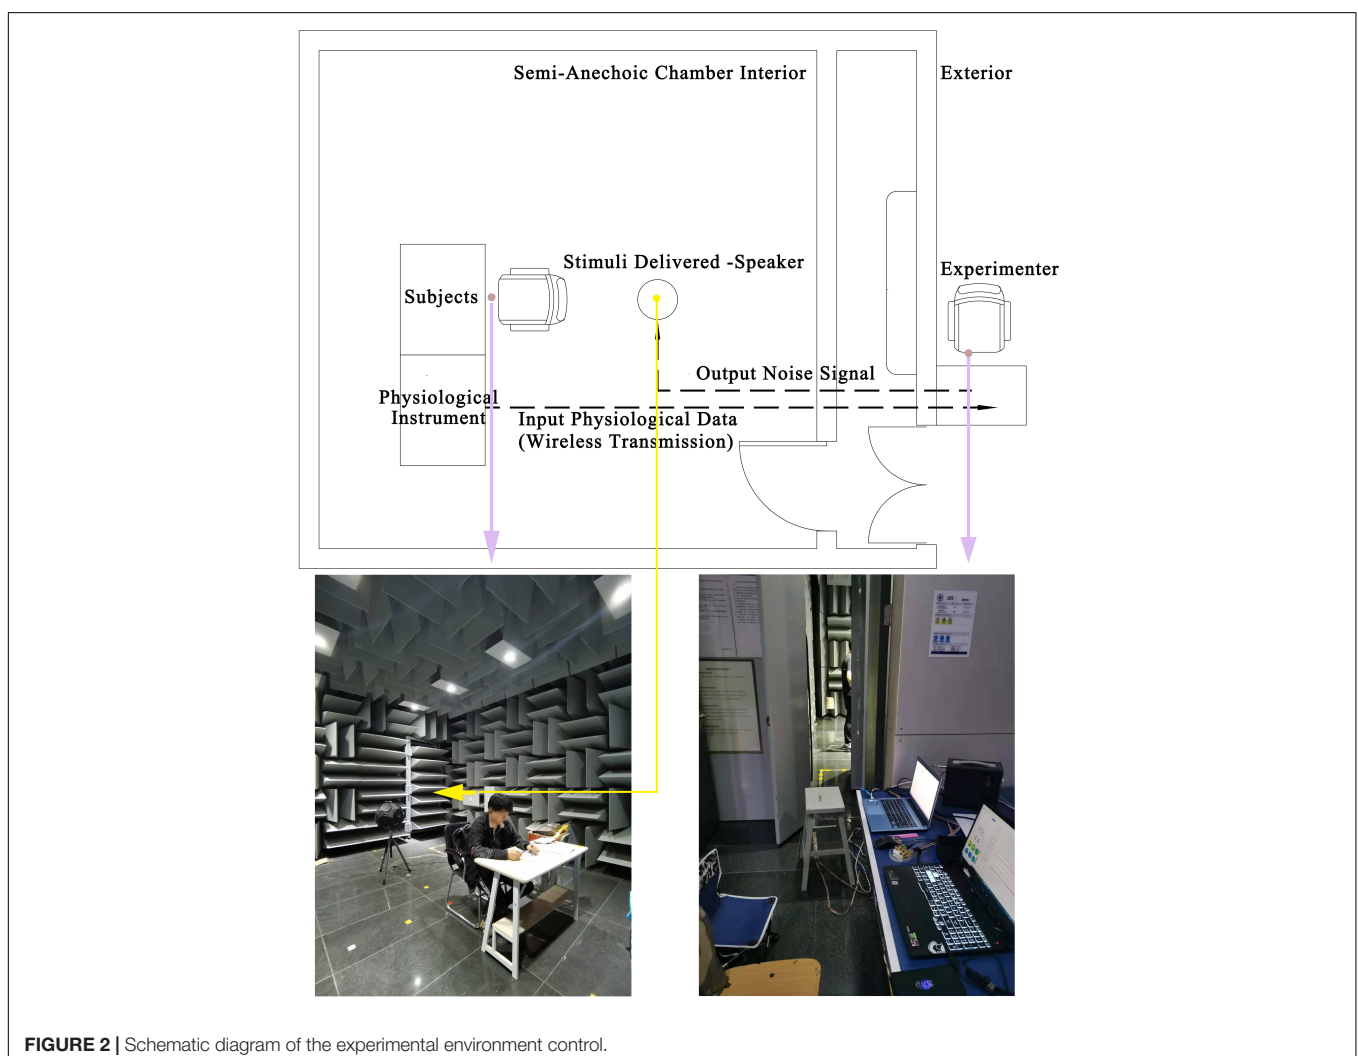 Semi-Anechoic Chamber Interior
Exterior
Stimuli Delivered -Speaker
Experimenter
Subjects
Output Noise Signal
Physiological
Instrument
Input Physiological Data
(Wireless Transmission)
FIGURE 2 | Schematic diagram of the experimental environment control.